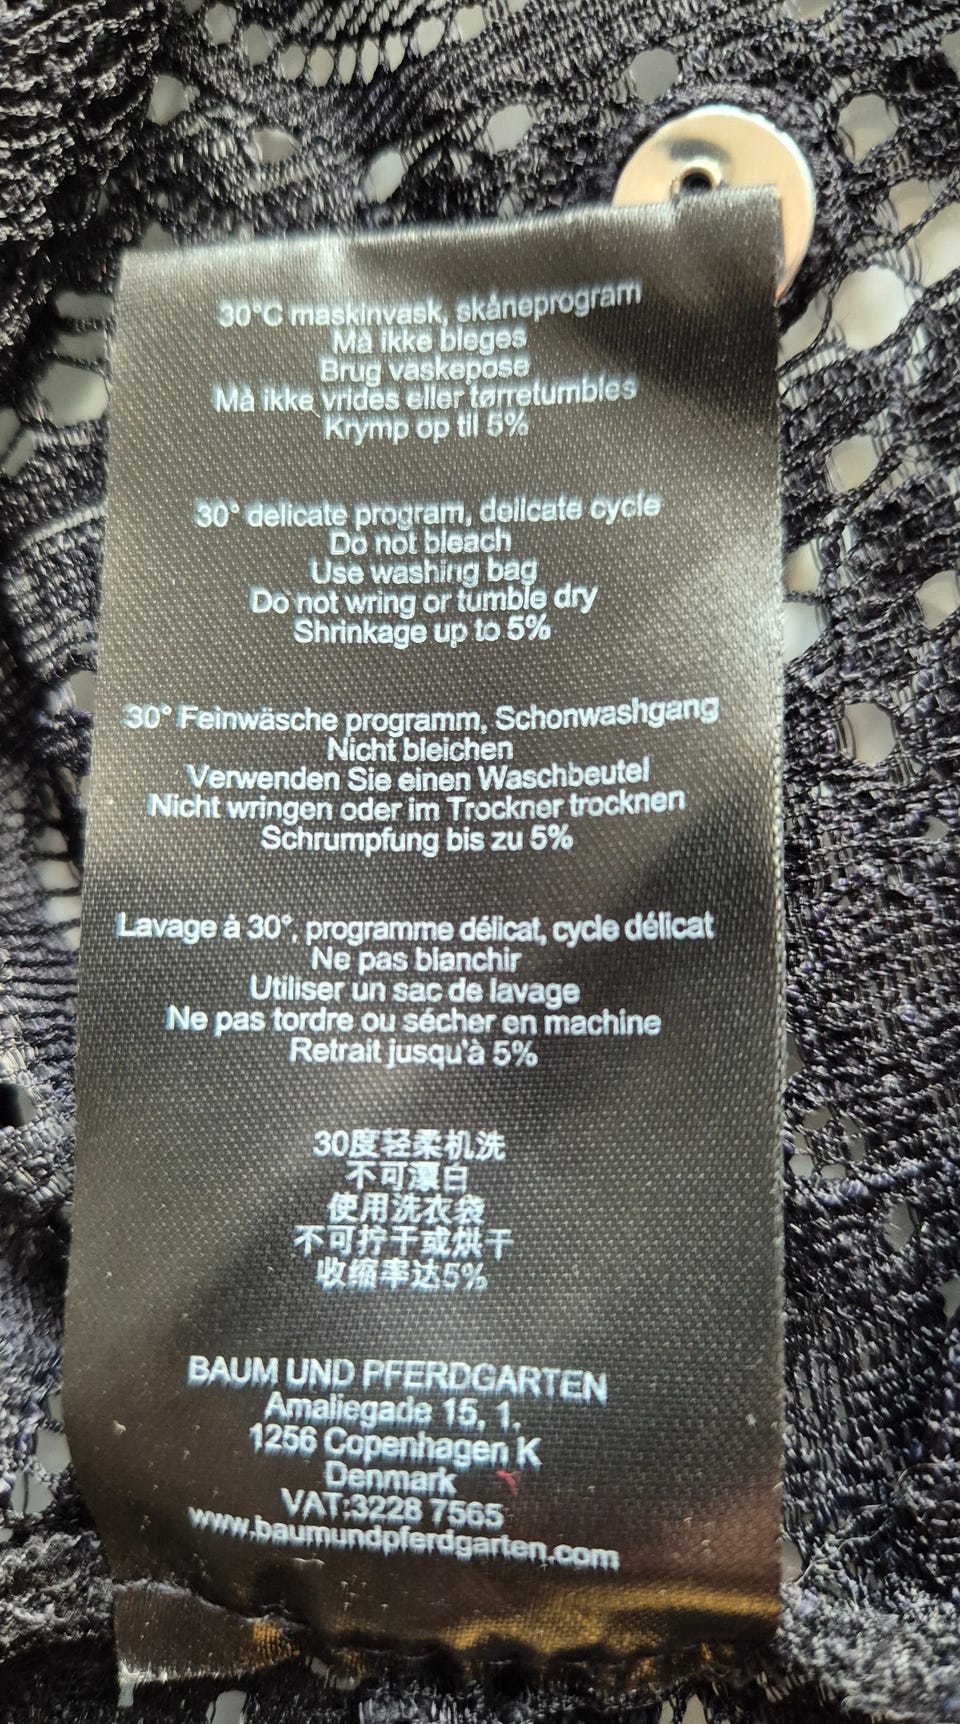 30°C maskinvask, skåneprogram
Må ikke bleges
Brug vaskepose
Må ikke vrides eller tørretumbles
Krymp op til 5%
30° delicate program, delicate cycle
Do not bleach
Use washing bag
Do not wring or tumble dry
Shrinkage up to 5%
30° Feinwäsche programm, Schonwashgang
Nicht bleichen
Verwenden Sie einen Waschbeutel
Nicht wringen oder im Trockner trocknen
Schrumpfung bis zu 5%
Lavage à 30°, programme délicat, cycle délicat
Ne pas blanchir
Utiliser un sac de lavage
Ne pas tordre ou sécher en machine
Retrait jusqu'à 5%
30度轻柔机洗
不可漂白
使用洗衣袋
不可拧干或烘干
收缩率达5%
BAUM UND PFERDGARTEN
Amaliegade 15, 1,
1256 Copenhagen K
Denmark
VAT:3228 7565
www.baumundpferdgarten.com